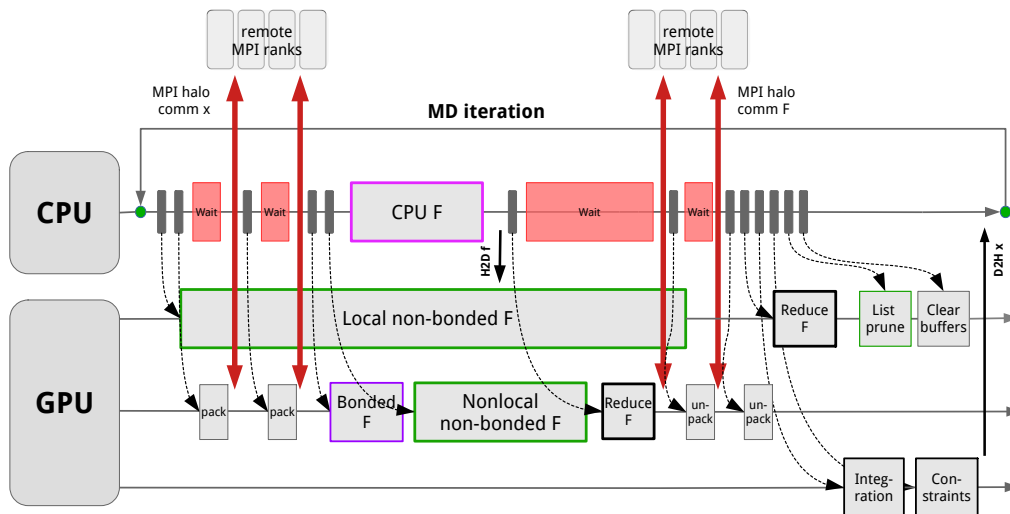 remote
MPI ranks
remote
MPI ranks
MPI halo
comm x
MPI halo
comm F
MD iteration
CPU
Wait
Wait
CPU F
Wait
Wait
H2D f
D2H x
GPU
Local non-bonded F
Reduce
F
List
prune
Clear
buffers
pack
pack
Bonded
F
Nonlocal
non-bonded F
Reduce
F
un-
pack
un-
pack
Integ-
ration
Con-
straints